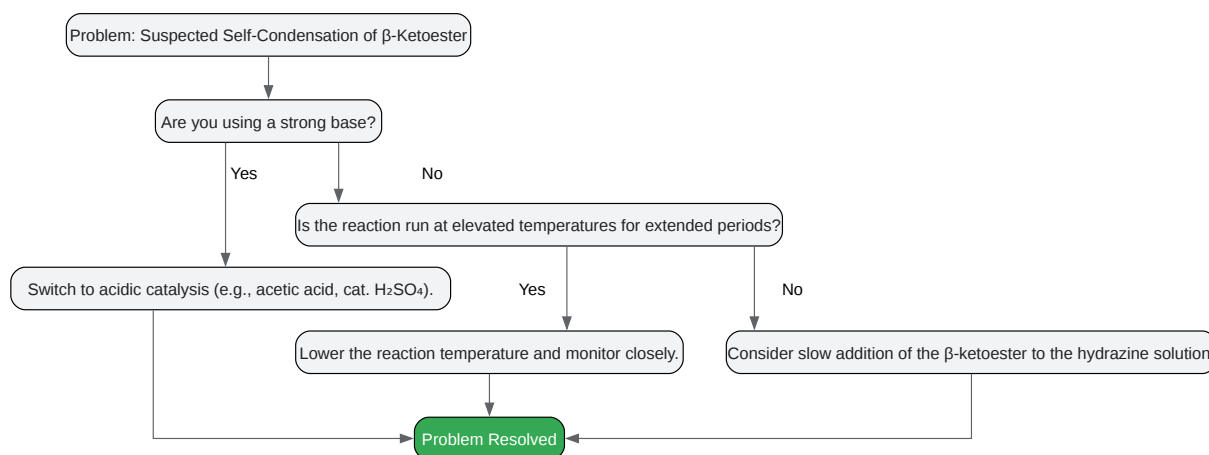 Problem: Suspected Self-Condensation of β-Ketoester
Are you using a strong base?
Yes
No
Is the reaction run at elevated temperatures for extended periods?
Switch to acidic catalysis (e.g., acetic acid, cat. H₂SO₄).
Yes
No
Lower the reaction temperature and monitor closely.
Consider slow addition of the β-ketoester to the hydrazine solution
Problem Resolved